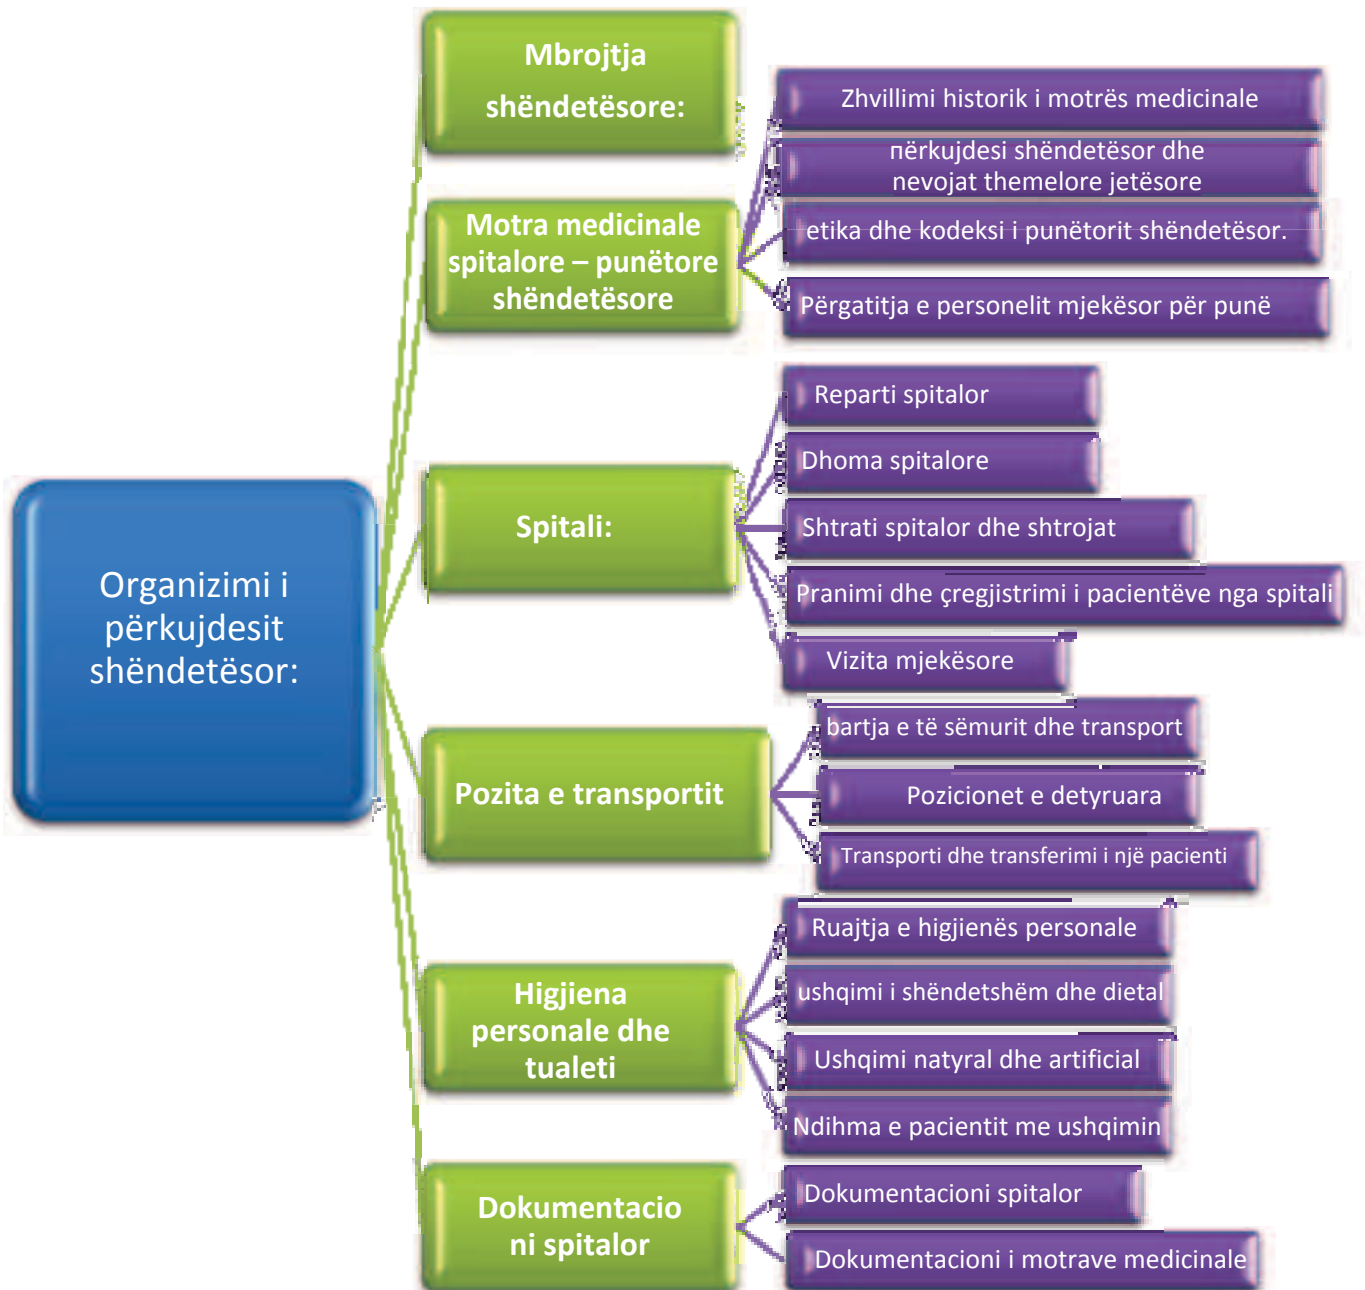 Organizimi i
përkujdesit
shëndetësor:
Mbrojtja
shëndetësore:
Motra medicinale
spitalore – punëtore
shëndetësore
Zhvillimi historik i motrës medicinale
përkujdesi shëndetësor dhe
nevojat themelore jetësore
etika dhe kodeksi i punëtorit shëndetësor.
Përgatitja e personelit mjekësor për punë
Spitali:
Reparti spitalor
Dhoma spitalore
Shtrati spitalor dhe shtrojat
Pranimi dhe çregjistrimi i pacientëve nga spitali
Vizita mjekësore
Pozita e transportit
bartja e të sëmurit dhe transport
Pozicionet e detyruara
Transporti dhe transferimi i një pacienti
Higjiena
personale dhe
tualeti
Ruajtja e higjienës personale
ushqimi i shëndetshëm dhe dietal
Ushqimi natyral dhe artificial
Ndihma e pacientit me ushqimin
Dokumentacio
ni spitalor
Dokumentacioni spitalor
Dokumentacioni i motrave medicinale